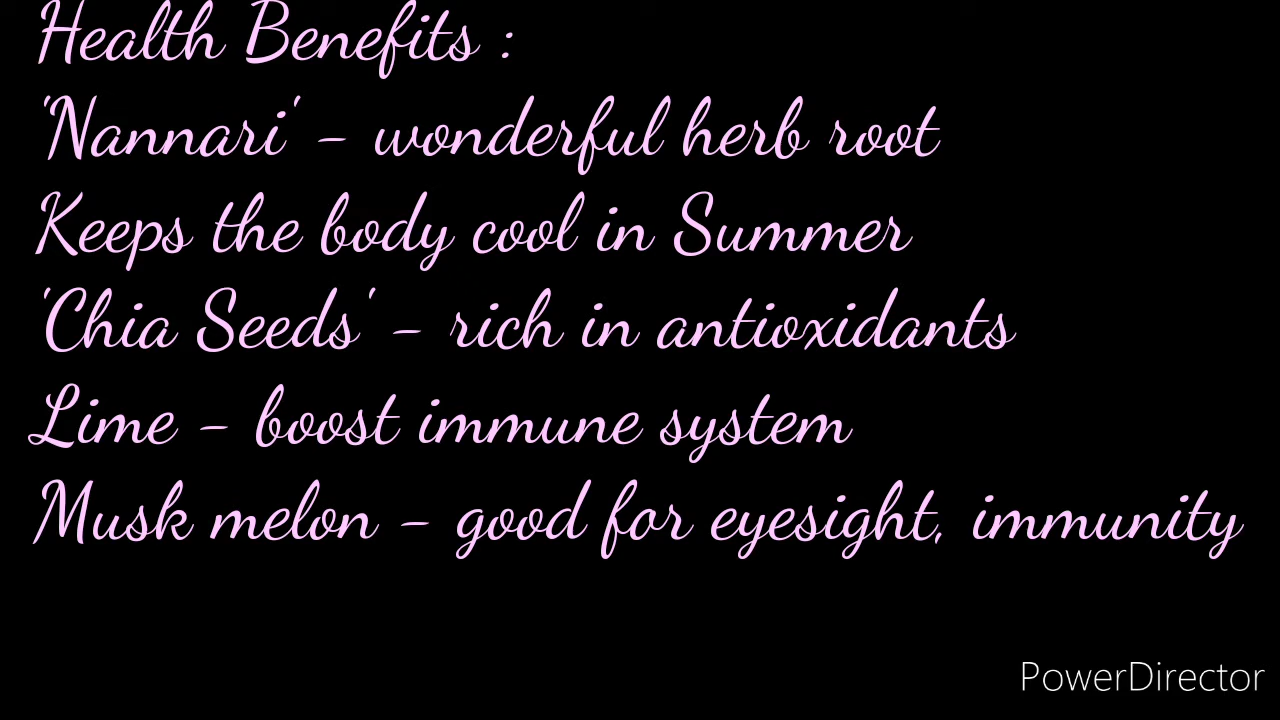 Health Benefits :
'Nannari' - wonderful herb root
Keeps the body cool in Summer
'Chia Seeds' - rich in antioxidants
Lime - boost immune system
Musk melon - good for eyesight, immunity
PowerDirector